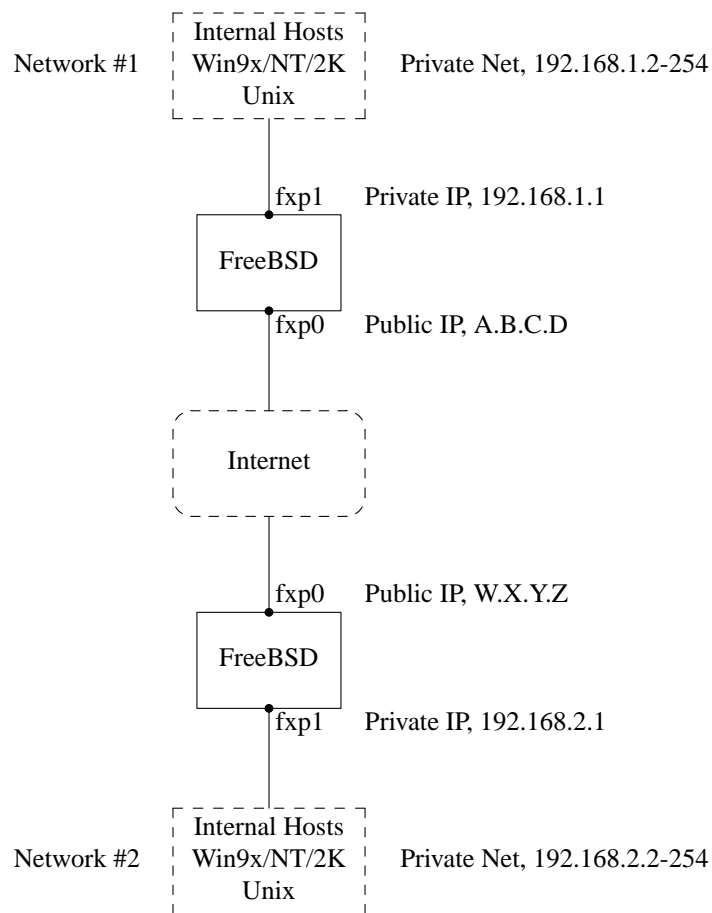 Internal Hosts
Network #1 Win9x/NT/2K Private Net, 192.168.1.2-254
Unix
fxp1 Private IP, 192.168.1.1
FreeBSD
fxp0 Public IP, A.B.C.D
Internet
fxp0 Public IP, W.X.Y.Z
FreeBSD
fxp1 Private IP, 192.168.2.1
Internal Hosts
Network #2 Win9x/NT/2K Private Net, 192.168.2.2-254
Unix